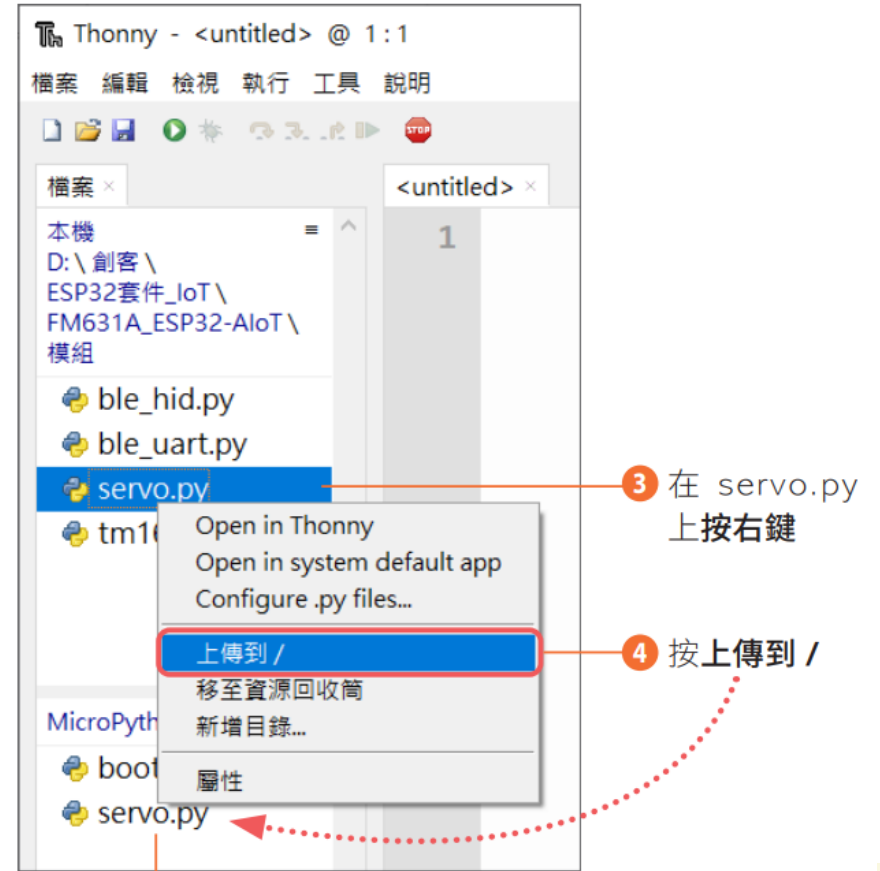 Thonny - <untitled> @ 1 : 1
檔案 編輯 檢視 執行 工具 說明
STOP
檔案 ×
<untitled> ×
本機
D: \ 創客 \
ESP32套件_IoT \
FM631A_ESP32-AIoT \
模組
1
ble_hid.py
ble_uart.py
servo.py
tm1
Open in Thonny
Open in system default app
Configure .py files...
上傳到 /
移至資源回收筒
新增目錄...
屬性
MicroPyth
boot
servo.py
3 在 servo.py
上按右鍵
4 按上傳到 /